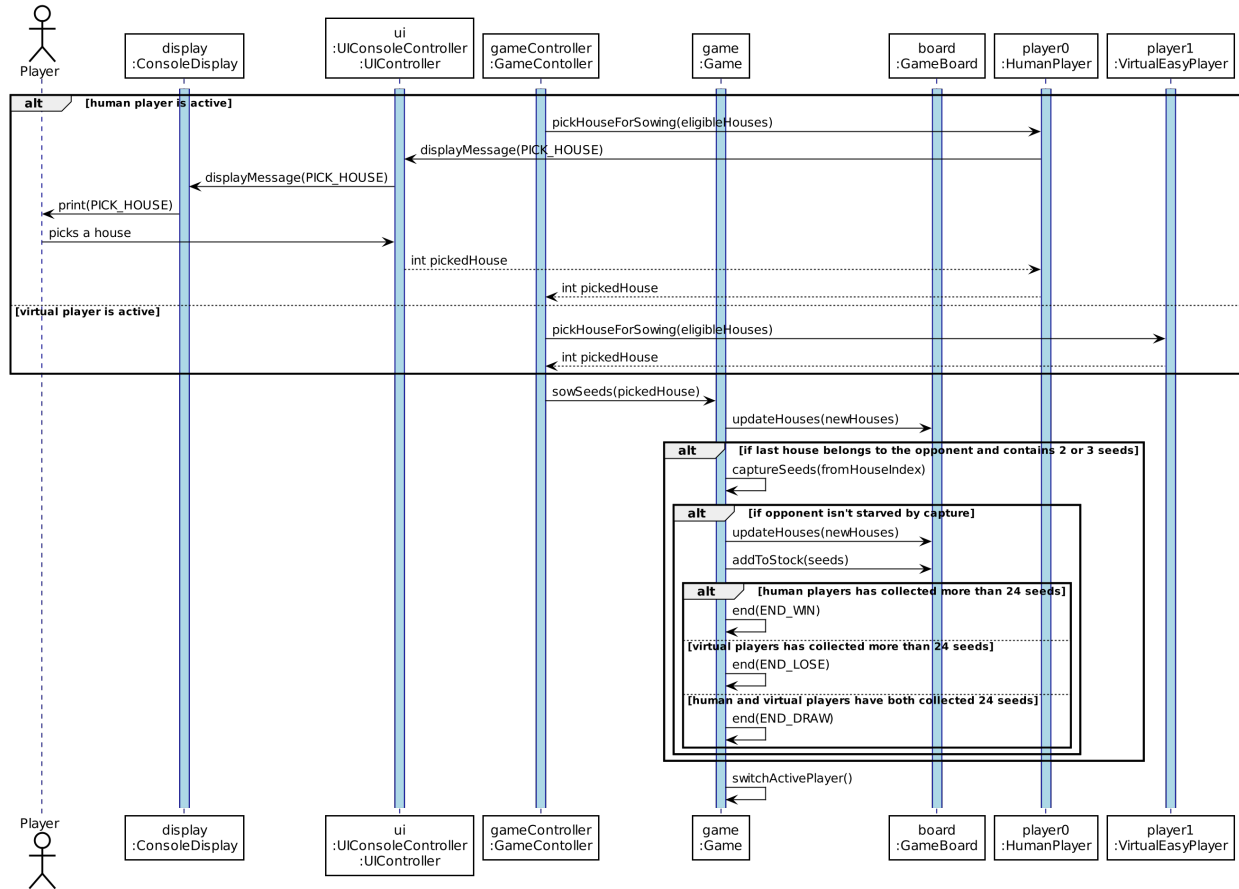 Player
display
:ConsoleDisplay
ui
:UIConsoleController
:UIController
gameController
:GameContoller
game
:Game
board
:GameBoard
player0
:HumanPlayer
player1
:VirtualEasyPlayer
alt [human player is active]
pickHouseForSowing(eligibleHouses)
displayMessage(PICK_HOUSE)
displayMessage(PICK_HOUSE)
print(PICK_HOUSE)
picks a house
int pickedHouse
int pickedHouse
[virtual player is active]
pickHouseForSowing(eligibleHouses)
int pickedHouse
sowSeeds(pickedHouse)
updateHouses(newHouses)
alt [if last house belongs to the opponent and contains 2 or 3 seeds]
captureSeeds(fromHouseIndex)
alt [if opponent isn't starved by capture]
updateHouses(newHouses)
addToStock(seeds)
alt [human players has collected more than 24 seeds]
end(END_WIN)
[virtual players has collected more than 24 seeds]
end(END_LOSE)
[human and virtual players have both collected 24 seeds]
end(END_DRAW)
switchActivePlayer()
Player
display
:ConsoleDisplay
ui
:UIConsoleController
:UIController
gameController
:GameContoller
game
:Game
board
:GameBoard
player0
:HumanPlayer
player1
:VirtualEasyPlayer